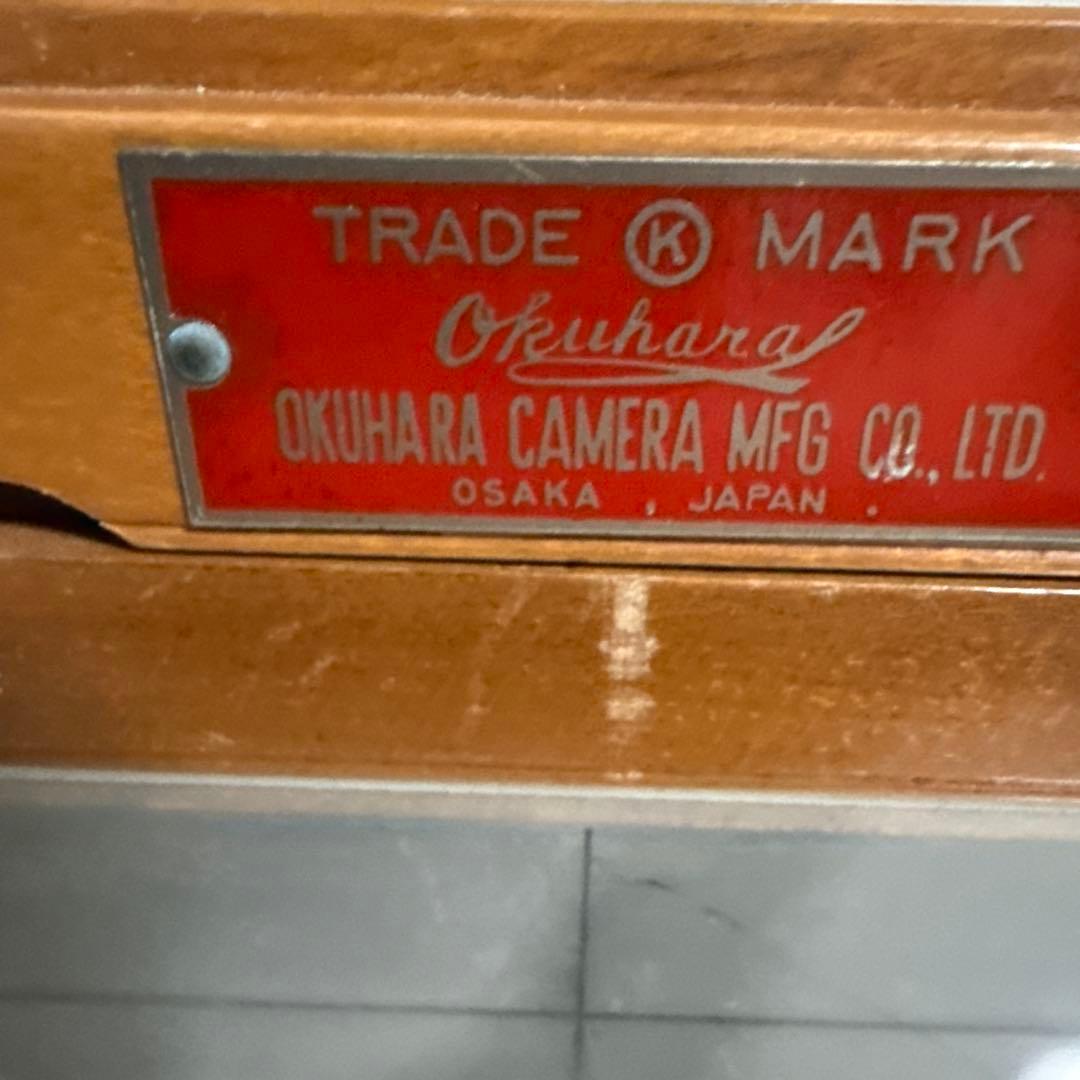 TRADE Ⓚ MARK
Okuhara
OKUHARA CAMERA MFG CO., LTD.
OSAKA , JAPAN .